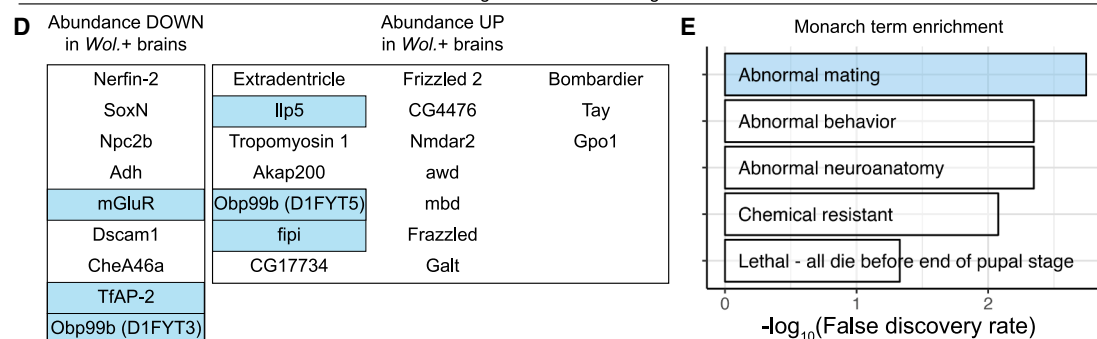 D
Abundance DOWN
in Wol.+ brains
Abundance UP
in Wol.+ brains
Nerfin-2
SoxN
Npc2b
Adh
mGluR
Dscam1
CheA46a
TfAP-2
Obp99b (D1FYT3)
Extradentricle
Ilp5
Tropomyosin 1
Akap200
Obp99b (D1FYT5)
fipi
CG17734
Frizzled 2
CG4476
Nmdar2
awd
mbd
Frazzled
Galt
Bombardier
Tay
Gpo1
E
Monarch term enrichment
Abnormal mating
Abnormal behavior
Abnormal neuroanatomy
Chemical resistant
Lethal - all die before end of pupal stage
0 1 2
-log10(False discovery rate)